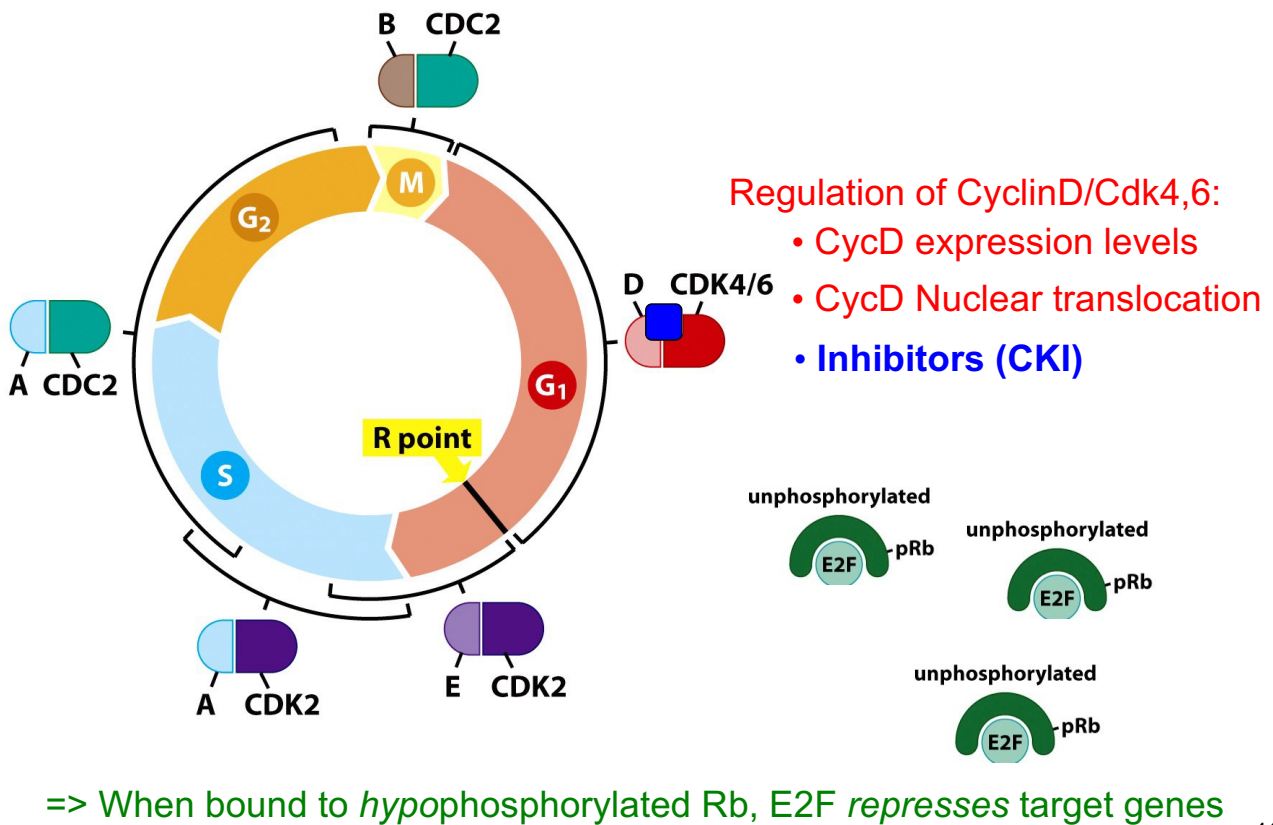 B CDC2
M
G2
Regulation of CyclinD/Cdk4,6:
• CycD expression levels
D CDK4/6
• CycD Nuclear translocation
• Inhibitors (CKI)
A CDC2
G1
R point
S
unphosphorylated
pRb
E2F
unphosphorylated
pRb
E2F
E CDK2
A CDK2
unphosphorylated
pRb
E2F
=> When bound to hypophosphorylated Rb, E2F represses target genes